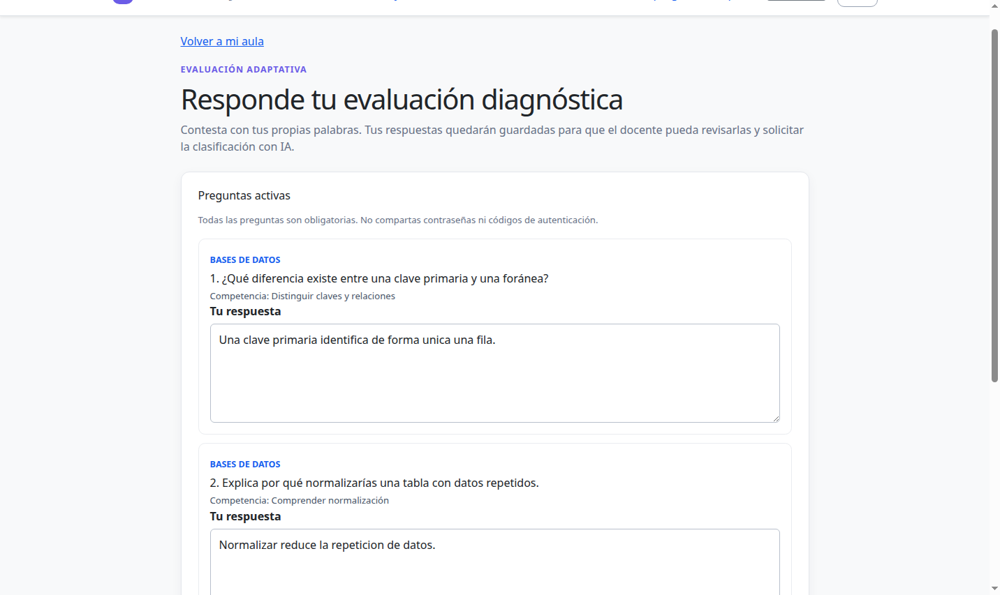 Volver a mi aula
EVALUACIÓN ADAPTATIVA
Responde tu evaluación diagnóstica
Contesta con tus propias palabras. Tus respuestas quedarán guardadas para que el docente pueda revisarlas y solicitar
la clasificación con IA.
Preguntas activas
Todas las preguntas son obligatorias. No compartas contraseñas ni códigos de autenticación.
BASES DE DATOS
1. ¿Qué diferencia existe entre una clave primaria y una foránea?
Competencia: Distinguir claves y relaciones
Tu respuesta
Una clave primaria identifica de forma unica una fila.
BASES DE DATOS
2. Explica por qué normalizarías una tabla con datos repetidos.
Competencia: Comprender normalización
Tu respuesta
Normalizar reduce la repeticion de datos.